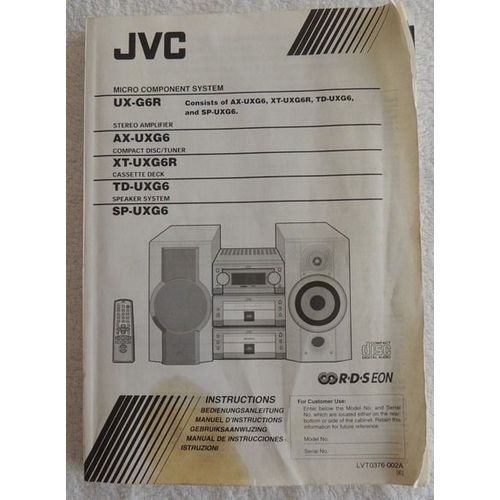 JVC
MICRO COMPONENT SYSTEM
UX-G6R Consists of AX-UXG6, XT-UXG6R, TD-UXG6,
and SP-UXG6.
STEREO AMPLIFIER
AX-UXG6
COMPACT DISC/TUNER
XT-UXG6R
CASSETTE DECK
TD-UXG6
SPEAKER SYSTEM
SP-UXG6
COMPACT
disc
DIGITAL AUDIO
R·D·S EON
INSTRUCTIONS
BEDIENUNGSANLEITUNG
MANUEL D'INSTRUCTIONS
GEBRUIKSAANWIJZING
MANUAL DE INSTRUCCIONES
ISTRUZIONI
For Customer Use:
Enter below the Model No. and Serial
No. which are located either on the rear,
bottom or side of the cabinet. Retain this
information for future reference.
Model No.
Serial No.
LVT0376-002A
[E]